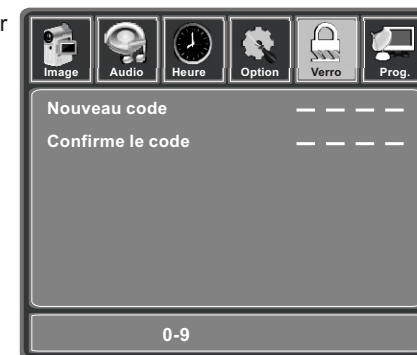 r
Image Audio Heure Option Verro Prog.
Nouveau code _ _ _ _
Confirme le code _ _ _ _
0-9